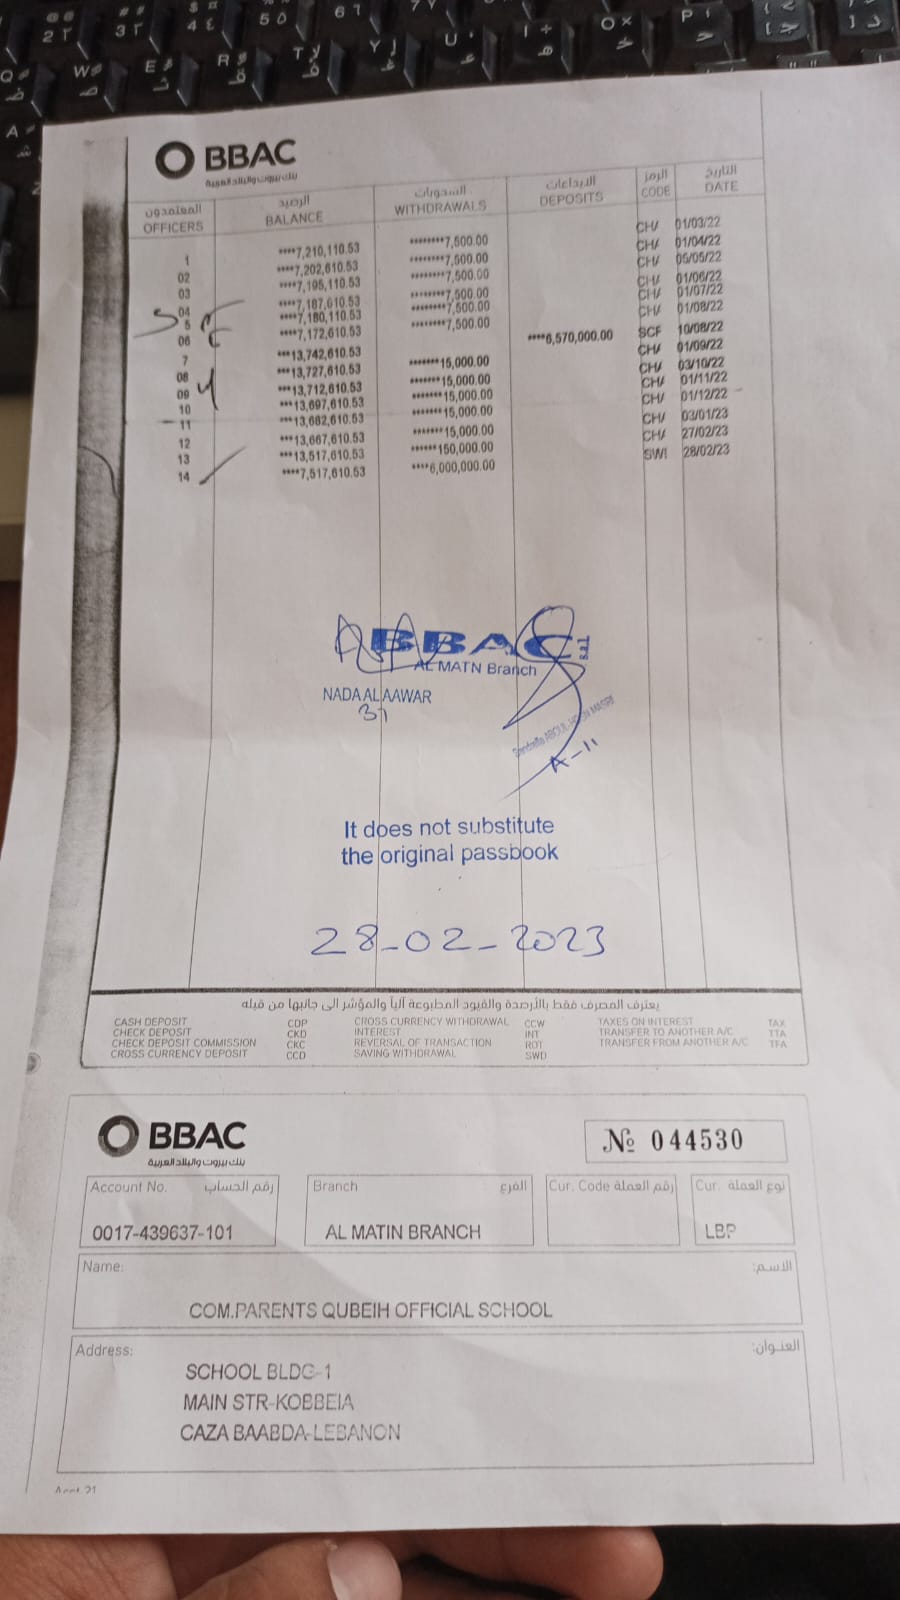 BBAC
بنك بيروت والبلاد العربية
المعتمدون الرصيد السحوبات الايداعات الرمز التاريخ
OFFICERS BALANCE WITHDRAWALS DEPOSITS CODE DATE
1 ****7,210,110.53 ********7,500.00 CH/ 01/03/22
02 ****7,202,610.53 ********7,500.00 CH/ 01/04/22
03 ****7,195,110.53 ********7,500.00 CH/ 05/05/22
04 ****7,187,610.53 ********7,500.00 CH/ 01/06/22
5 ****7,180,110.53 ********7,500.00 CH/ 01/07/22
06 ****7,172,610.53 ********7,500.00 CH/ 01/08/22
7 ***13,742,610.53 ****6,570,000.00 SCF 10/08/22
08 ***13,727,610.53 *******15,000.00 CH/ 01/09/22
09 ***13,712,610.53 *******15,000.00 CH/ 03/10/22
10 ***13,697,610.53 *******15,000.00 CH/ 01/11/22
11 ***13,682,610.53 *******15,000.00 CH/ 01/12/22
12 ***13,667,610.53 *******15,000.00 CH/ 03/01/23
13 ***13,517,610.53 ******150,000.00 CH/ 27/02/23
14 ****7,517,610.53 ****6,000,000.00 SWI 28/02/23
BBAC s.a.l.
AL MATN Branch
NADA AL AAWAR
31
A-11
It does not substitute
the original passbook
28-02-2023
يعترف المصرف فقط بالأرصدة والقيود المطبوعة آلياً والمؤشر الى جانبها من قبله
CASH DEPOSIT CDP CROSS CURRENCY WITHDRAWAL CCW TAXES ON INTEREST TAX
CHECK DEPOSIT CKD INTEREST INT TRANSFER TO ANOTHER A/C TTA
CHECK DEPOSIT COMMISSION CKC REVERSAL OF TRANSACTION ROT TRANSFER FROM ANOTHER A/C TFA
CROSS CURRENCY DEPOSIT CCD SAVING WITHDRAWAL SWD
BBAC
بنك بيروت والبلاد العربية
№ 044530
Account No. رقم الحساب Branch الفرع Cur. Code رقم العملة Cur. نوع العملة
0017-439637-101 AL MATIN BRANCH LBP
Name: الاسم:
COM.PARENTS QUBEIH OFFICIAL SCHOOL
Address: العنوان:
SCHOOL BLDG-1
MAIN STR-KOBBEIA
CAZA BAABDA-LEBANON